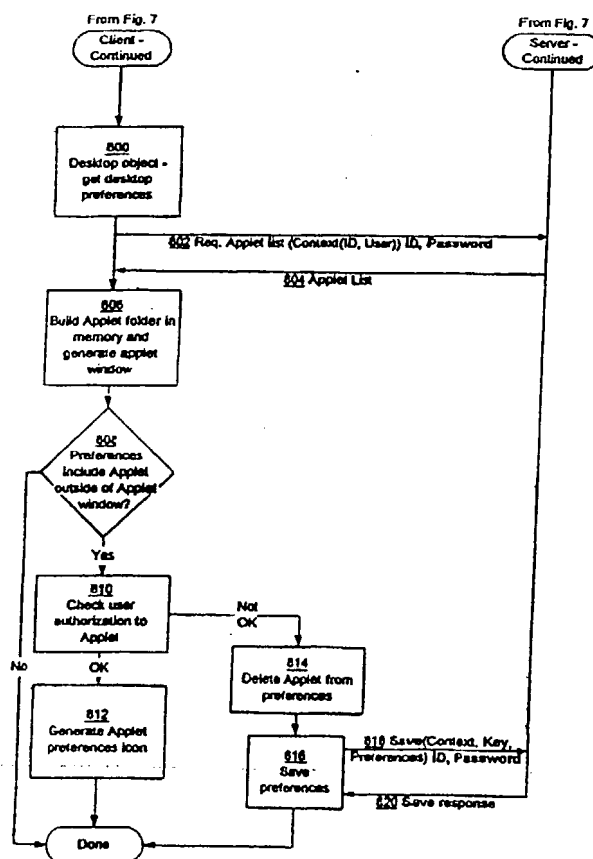 From Fig. 7
Client -
Continued
From Fig. 7
Server -
Continued
800
Desktop object -
get desktop
preferences
802 Req. Applet list (Context(ID, User)) ID, Password
804 Applet List
806
Build Applet folder in
memory and
generate applet
window
808
Preferences
Include Applet
outside of Applet
window?
Yes
No
810
Check user
authorization to
Applet
Not
OK
OK
814
Delete Applet from
preferences
812
Generate Applet
preferences icon
816
Save
preferences
818 Save(Context, Key,
Preferences) ID, Password
820 Save response
Done